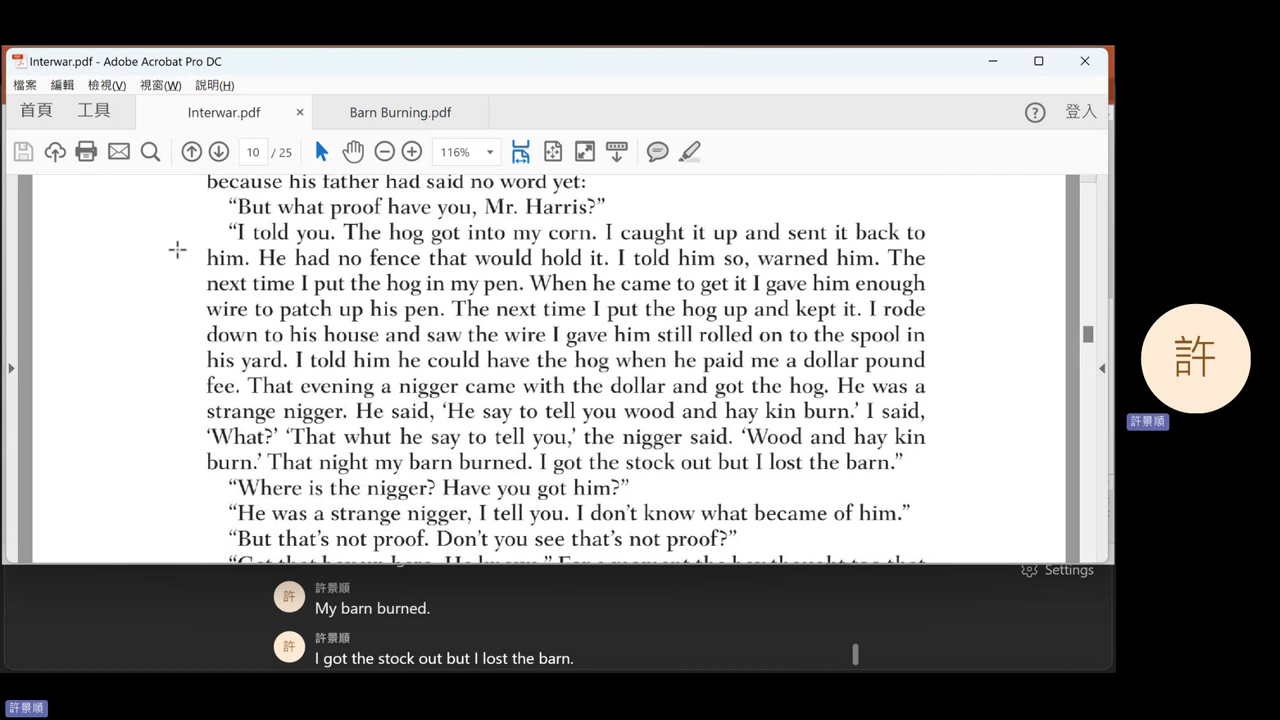 Interwar.pdf - Adobe Acrobat Pro DC
檔案 編輯 檢視(V) 視窗(W) 說明(H)
首頁 工具 Interwar.pdf × Barn Burning.pdf 登入
10 / 25 116%
because his father had said no word yet:
“But what proof have you, Mr. Harris?”
“I told you. The hog got into my corn. I caught it up and sent it back to
him. He had no fence that would hold it. I told him so, warned him. The
next time I put the hog in my pen. When he came to get it I gave him enough
wire to patch up his pen. The next time I put the hog up and kept it. I rode
down to his house and saw the wire I gave him still rolled on to the spool in
his yard. I told him he could have the hog when he paid me a dollar pound
fee. That evening a nigger came with the dollar and got the hog. He was a
strange nigger. He said, ‘He say to tell you wood and hay kin burn.’ I said,
‘What?’ ‘That whut he say to tell you,’ the nigger said. ‘Wood and hay kin
burn.’ That night my barn burned. I got the stock out but I lost the barn.”
“Where is the nigger? Have you got him?”
“He was a strange nigger, I tell you. I don’t know what became of him.”
“But that’s not proof. Don’t you see that’s not proof?”
Settings
許 許景順
My barn burned.
許 許景順
I got the stock out but I lost the barn.
許
許景順
許景順